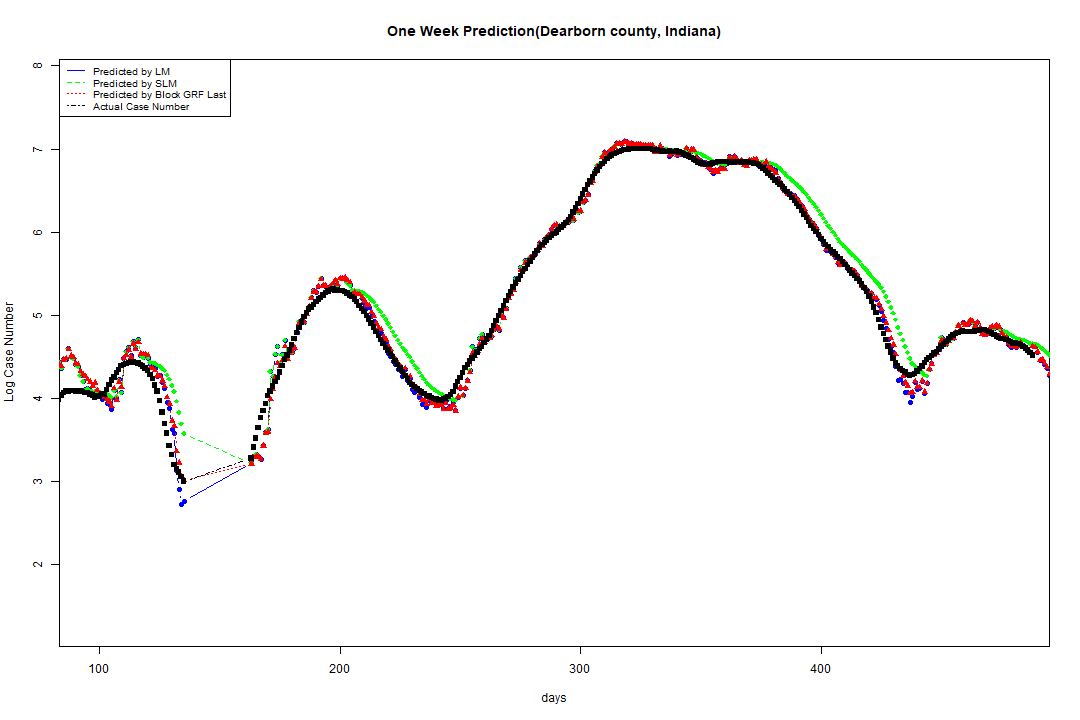 One Week Prediction(Dearborn county, Indiana)
Predicted by LM
Predicted by SLM
Predicted by Block GRF Last
Actual Case Number
8
7
6
5
4
3
2
Log Case Number
100 200 300 400
days